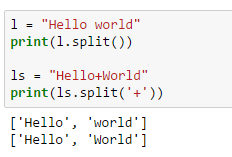 l = "Hello world"
print(l.split())
ls = "Hello+World"
print(ls.split('+'))
['Hello', 'world']
['Hello', 'World']